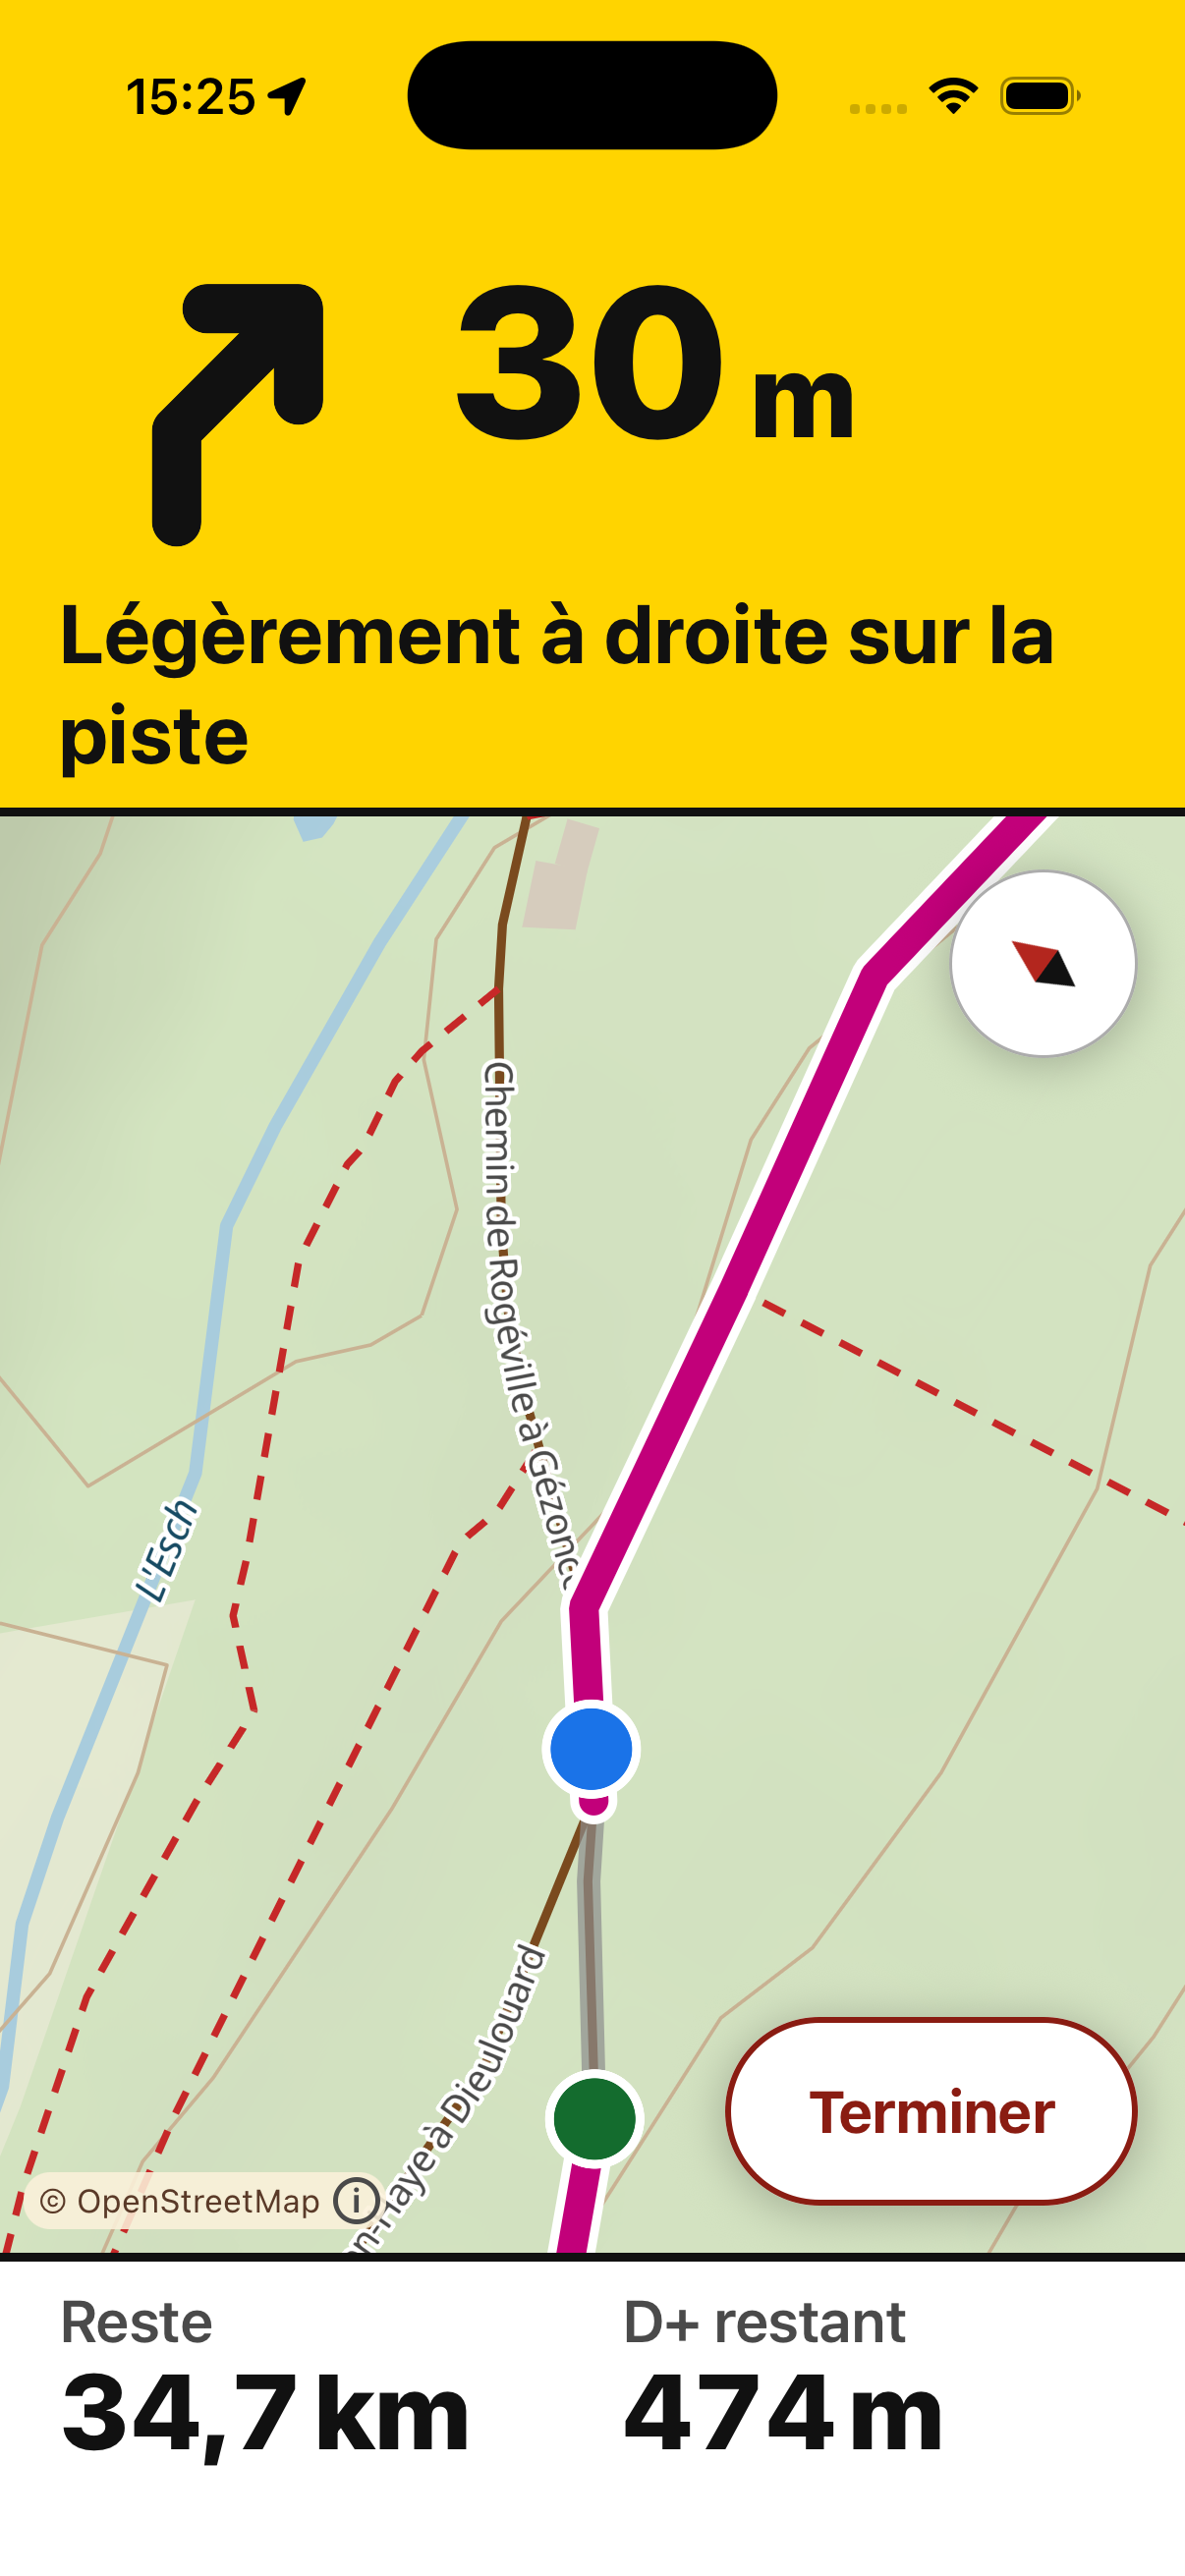 15:25
30 m
Légèrement à droite sur la
piste
Chemin de Rogéville à
L'Esch
à Dieulouard
Terminer
© OpenStreetMap
Reste
D+ restant
34,7 km
474 m